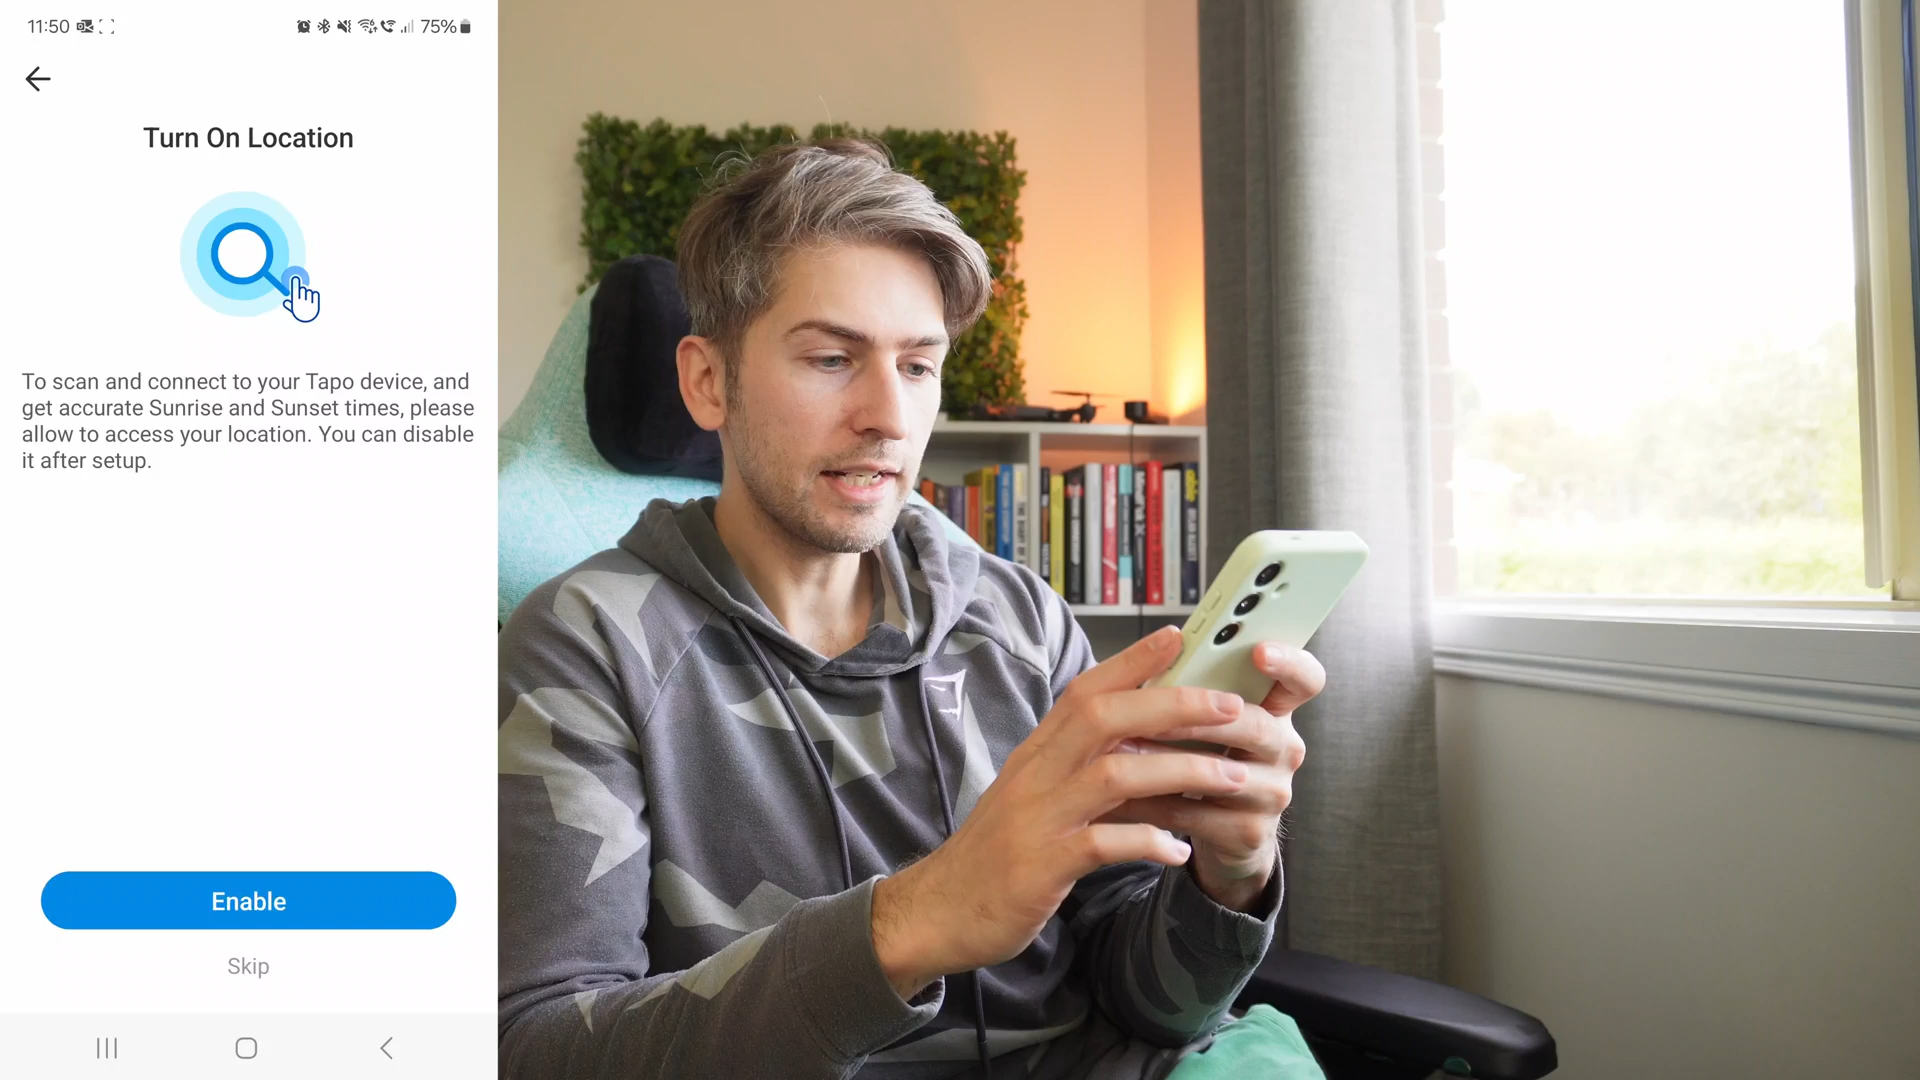 11:50
75%
Turn On Location
To scan and connect to your Tapo device, and
get accurate Sunrise and Sunset times, please
allow to access your location. You can disable
it after setup.
Enable
Skip